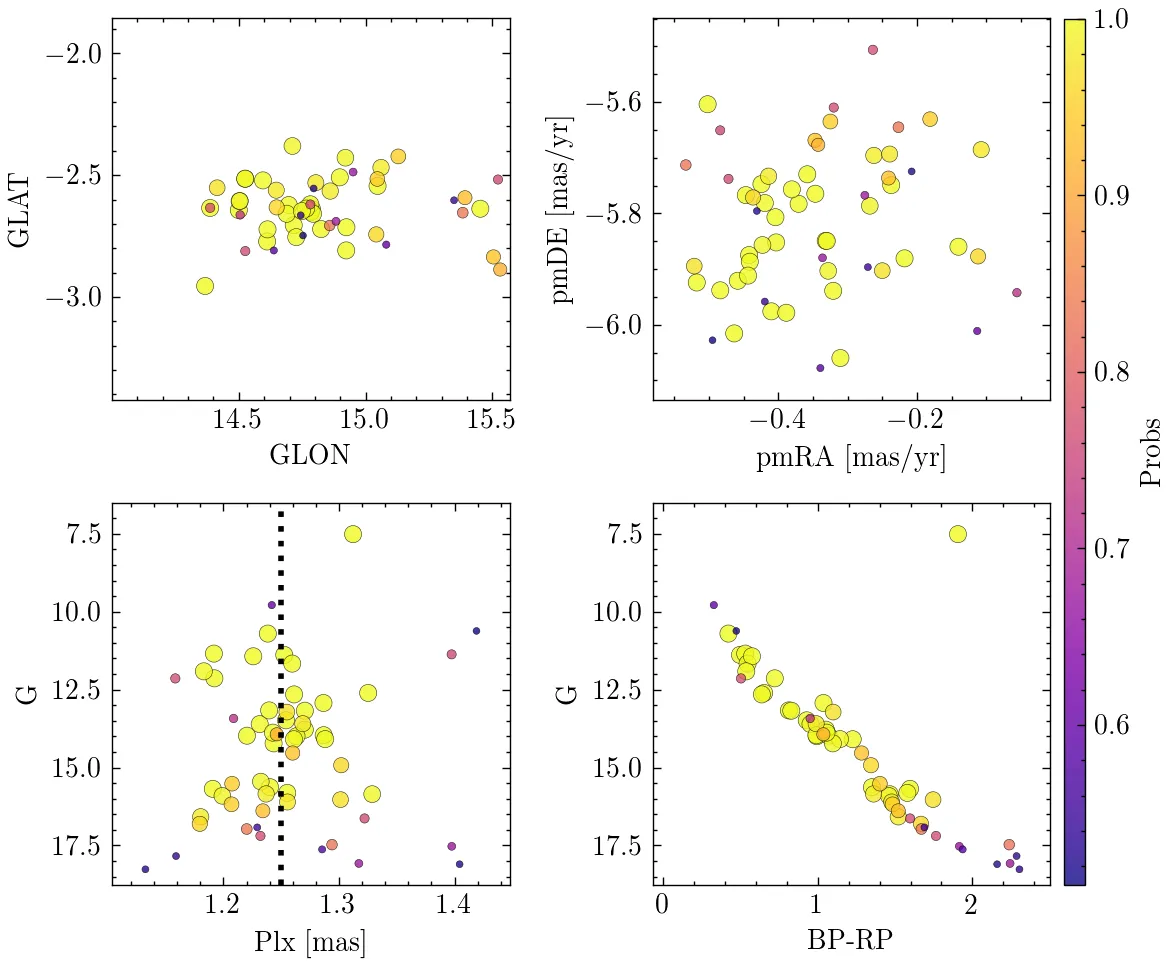 −2.0
−2.5
−3.0
GLAT
14.5 15.0 15.5
GLON
−5.6
−5.8
−6.0
pmDE [mas/yr]
−0.4 −0.2
pmRA [mas/yr]
7.5
10.0
12.5
15.0
17.5
G
1.2 1.3 1.4
Plx [mas]
7.5
10.0
12.5
15.0
17.5
G
0 1 2
BP-RP
1.0
0.9
0.8
0.7
0.6
Probs